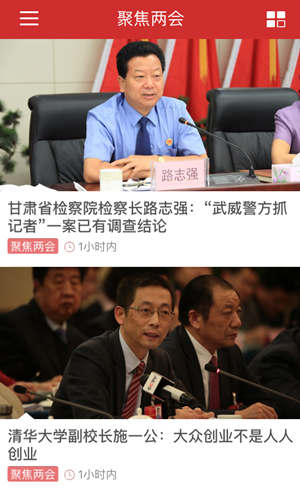 聚焦两会
路志强
甘肃省检察院检察长路志强：“武威警方抓
记者”一案已有调查结论
聚焦两会 1小时内
清华大学副校长施一公：大众创业不是人人
创业
聚焦两会 1小时内